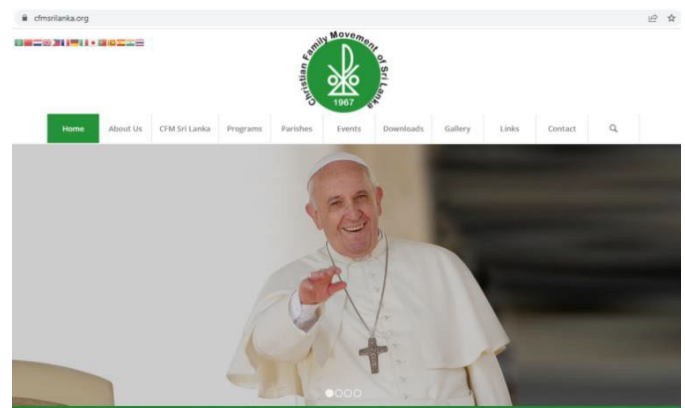 cfmsrilanka.org
Christian Family Movement of Sri Lanka
1967
Home About Us CFM Sri Lanka Programs Parishes Events Downloads Gallery Links Contact